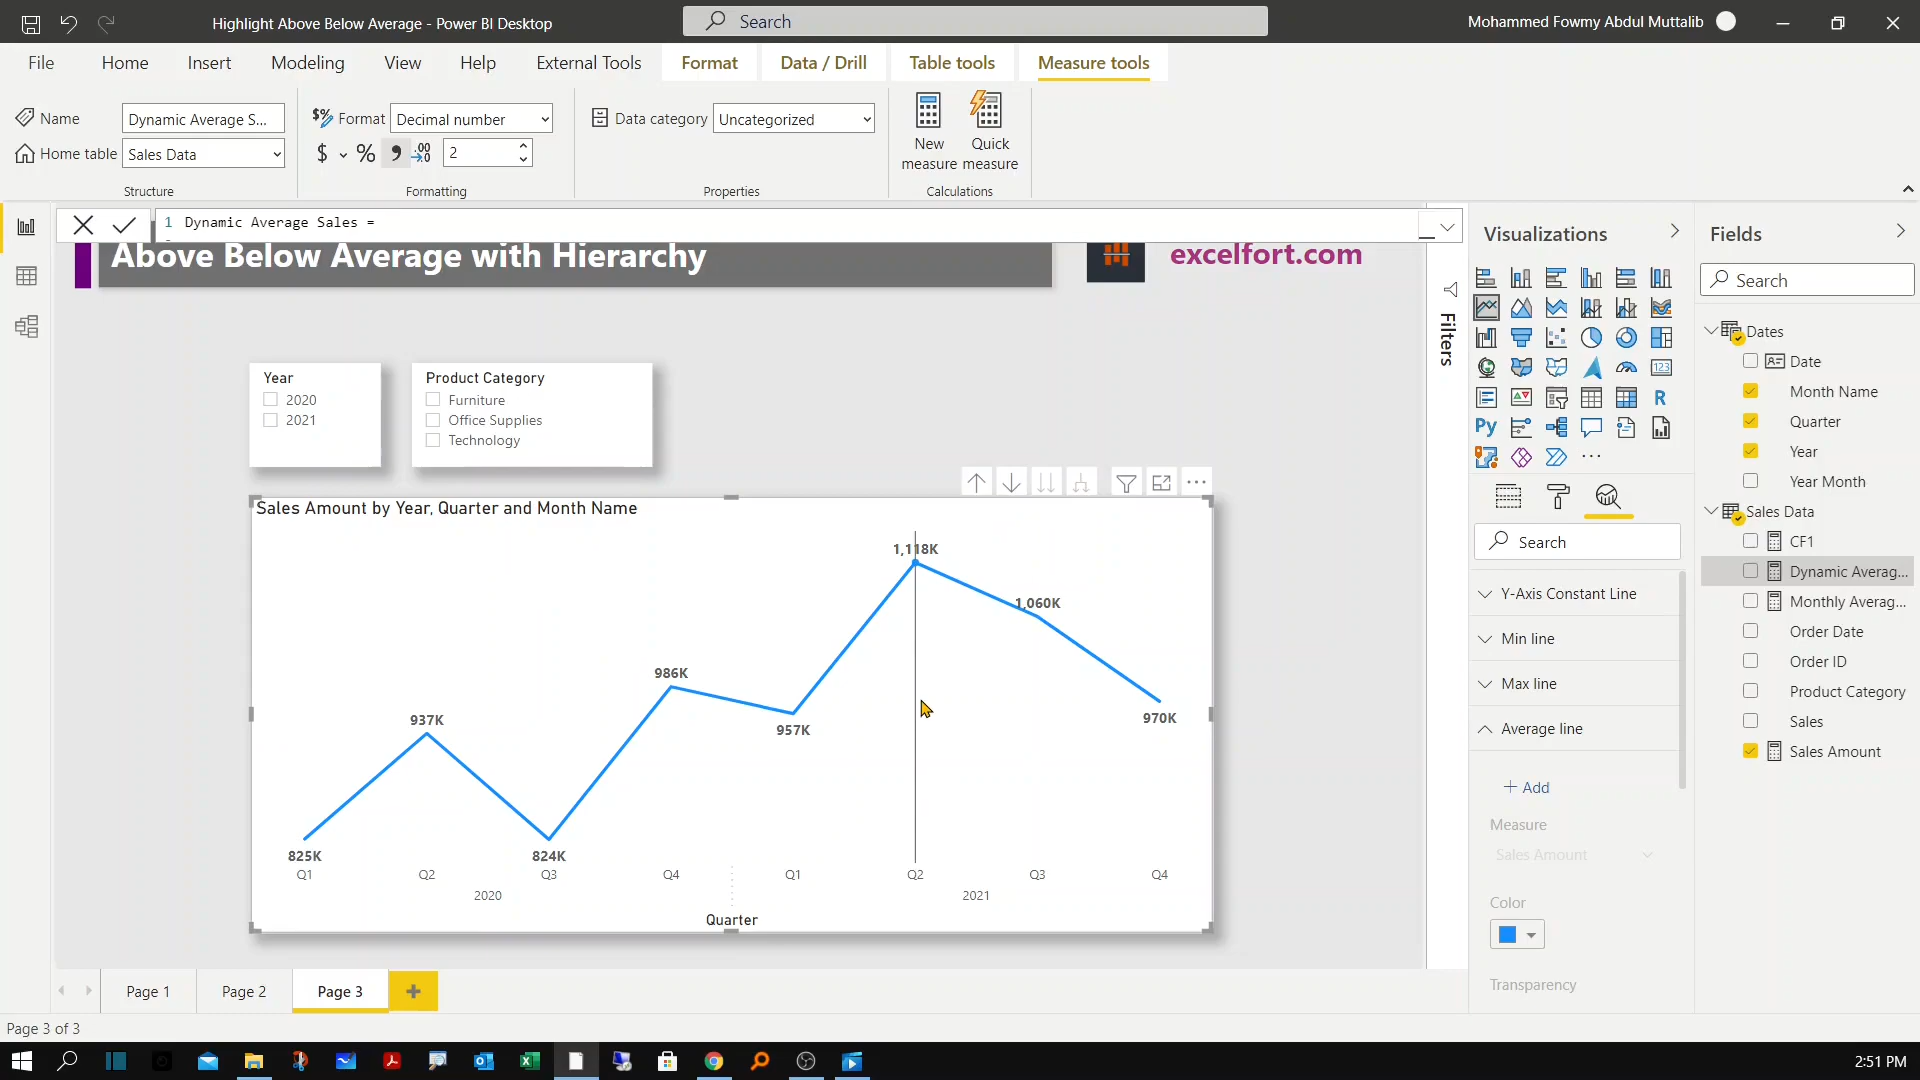 Highlight Above Below Average - Power BI Desktop
Search
Mohammed Fowmy Abdul Muttalib
File
Home
Insert
Modeling
View
Help
External Tools
Format
Data / Drill
Table tools
Measure tools
Name
Dynamic Average S...
Home table
Sales Data
Structure
Format
Decimal number
$
%
,
.00
→0
2
Formatting
Data category
Uncategorized
Properties
New measure
Quick measure
Calculations
1 Dynamic Average Sales =
Above Below Average with Hierarchy
excelfort.com
Year
2020
2021
Product Category
Furniture
Office Supplies
Technology
Sales Amount by Year, Quarter and Month Name
1,118K
1,060K
986K
937K
957K
970K
825K
824K
Q1
Q2
Q3
Q4
Q1
Q2
Q3
Q4
2020
2021
Quarter
Filters
Visualizations
123
R
Py
Search
Y-Axis Constant Line
Min line
Max line
Average line
+ Add
Measure
Sales Amount
Color
Transparency
Fields
Search
Dates
Date
Month Name
Quarter
Year
Year Month
Sales Data
CF1
Dynamic Averag...
Monthly Averag...
Order Date
Order ID
Product Category
Sales
Sales Amount
Page 1
Page 2
Page 3
Page 3 of 3
2:51 PM